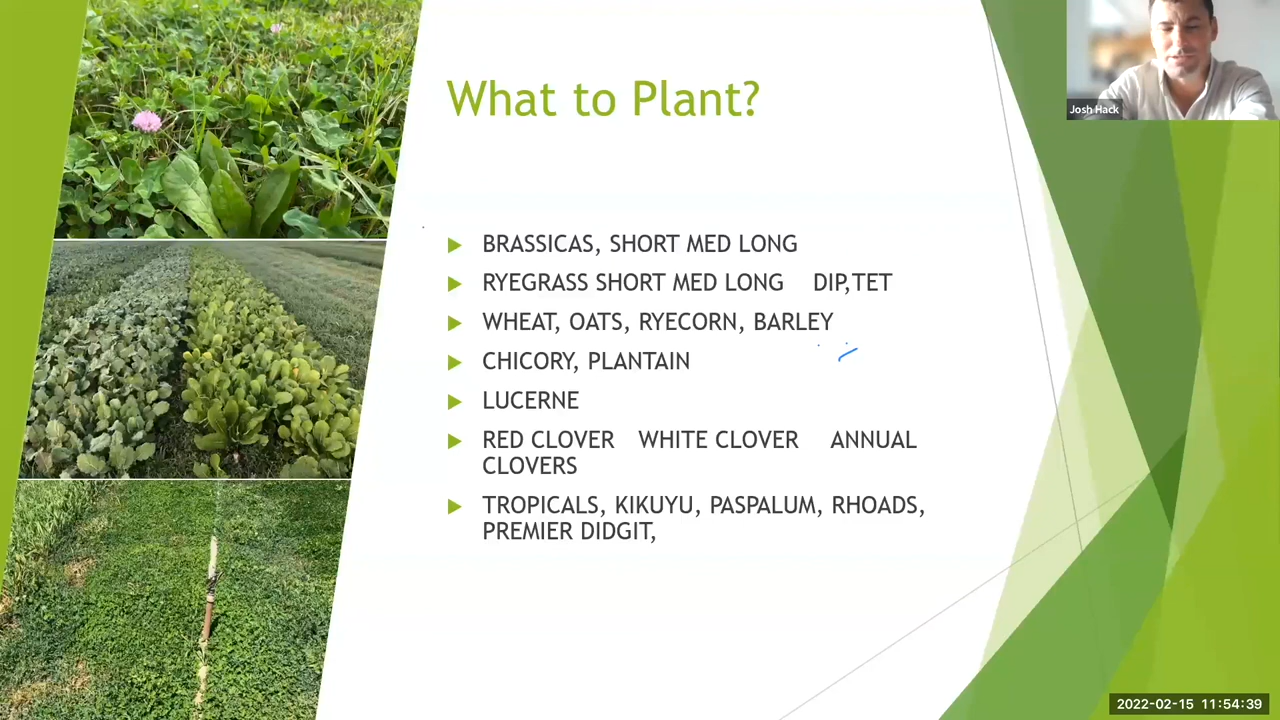 What to Plant?
Josh Hack
BRASSICAS, SHORT MED LONG
RYEGRASS SHORT MED LONG DIP,TET
WHEAT, OATS, RYECORN, BARLEY
CHICORY, PLANTAIN
LUCERNE
RED CLOVER WHITE CLOVER ANNUAL
CLOVERS
TROPICALS, KIKUYU, PASPALUM, RHOADS,
PREMIER DIDGIT,
2022-02-15 11:54:39